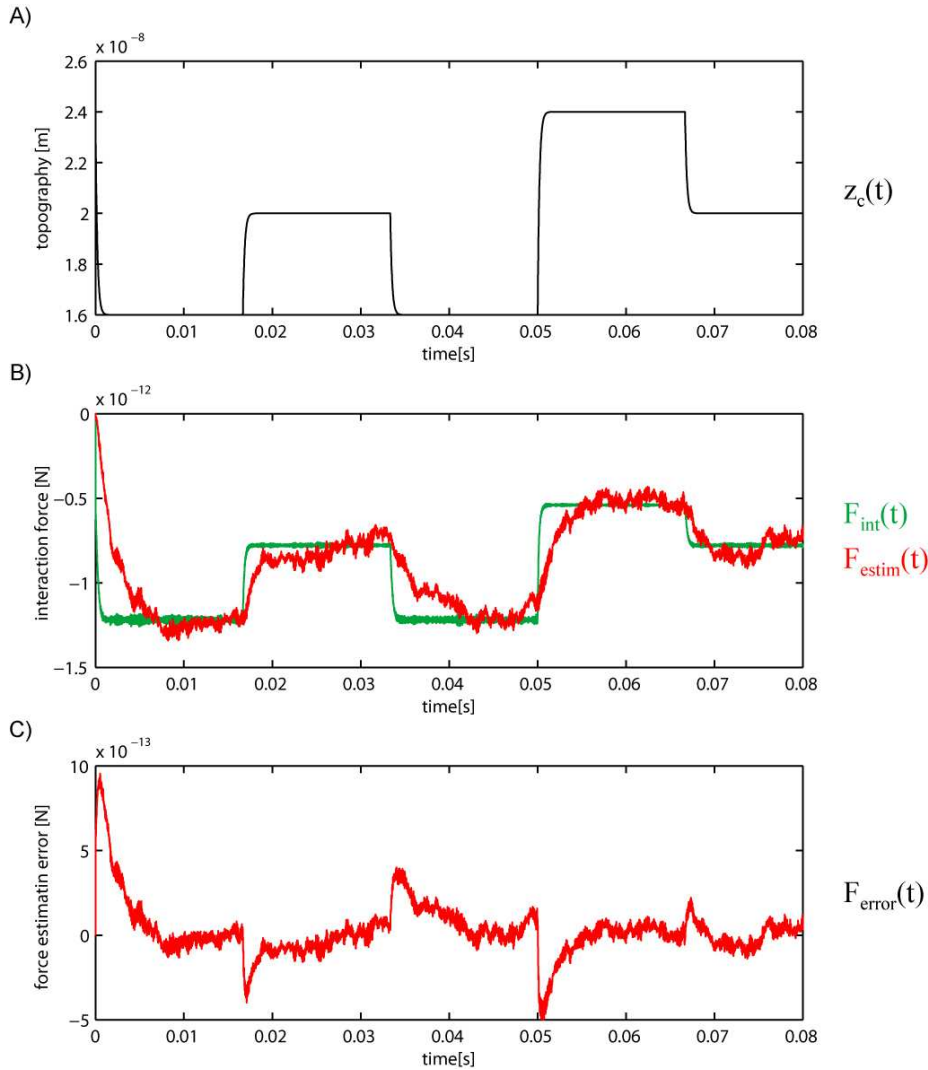 A)
x 10 −8
2.6
2.4
2.2
2
1.8
1.6
0 0.01 0.02 0.03 0.04 0.05 0.06 0.07 0.08
topography [m]
time[s]
zc(t)
B)
x 10 −12
0
−0.5
−1
−1.5
0 0.01 0.02 0.03 0.04 0.05 0.06 0.07 0.08
interaction force [N]
time[s]
Fint(t)
Festim(t)
C)
x 10 −13
10
5
0
−5
0 0.01 0.02 0.03 0.04 0.05 0.06 0.07 0.08
force estimatin error [N]
time[s]
Ferror(t)